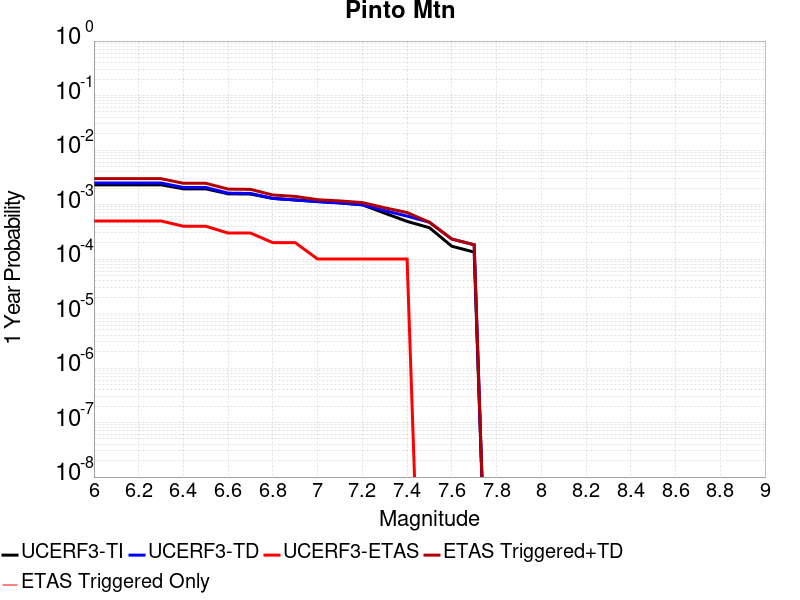 Pinto Mtn
10^0
10^-1
10^-2
10^-3
10^-4
10^-5
10^-6
10^-7
10^-8
1 Year Probability
6 6.2 6.4 6.6 6.8 7 7.2 7.4 7.6 7.8 8 8.2 8.4 8.6 8.8 9
Magnitude
UCERF3-TI UCERF3-TD UCERF3-ETAS ETAS Triggered+TD
ETAS Triggered Only